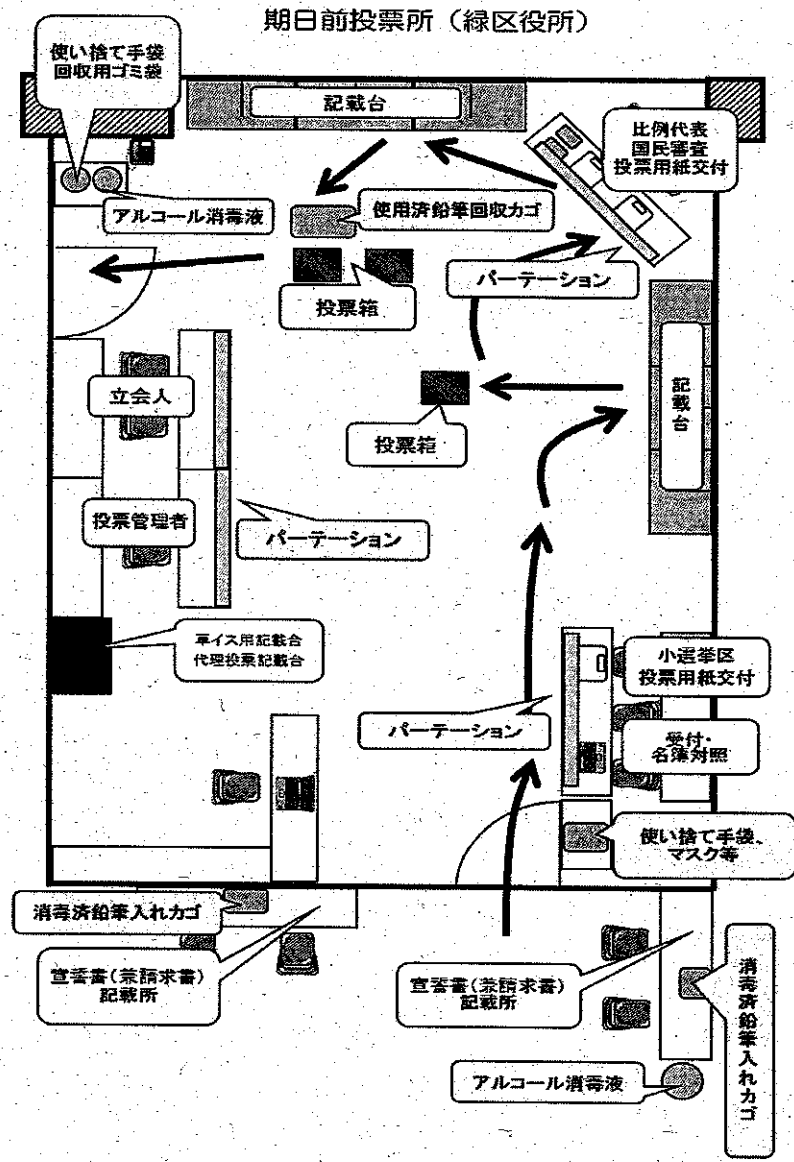 期日前投票所（緑区役所）
使い捨て手袋
回収用ゴミ袋
記載台
比例代表
国民審査
投票用紙交付
アルコール消毒液
使用済鉛筆回収カゴ
パーテーション
投票箱
立会人
記載台
投票箱
投票管理者
パーテーション
車イス用記載台
代理投票記載台
小選挙区
投票用紙交付
パーテーション
受付・
名簿対照
使い捨て手袋、
マスク等
消毒済鉛筆入れカゴ
宣誓書(兼請求書)
記載所
宣誓書(兼請求書)
記載所
消毒済鉛筆入れカゴ
アルコール消毒液